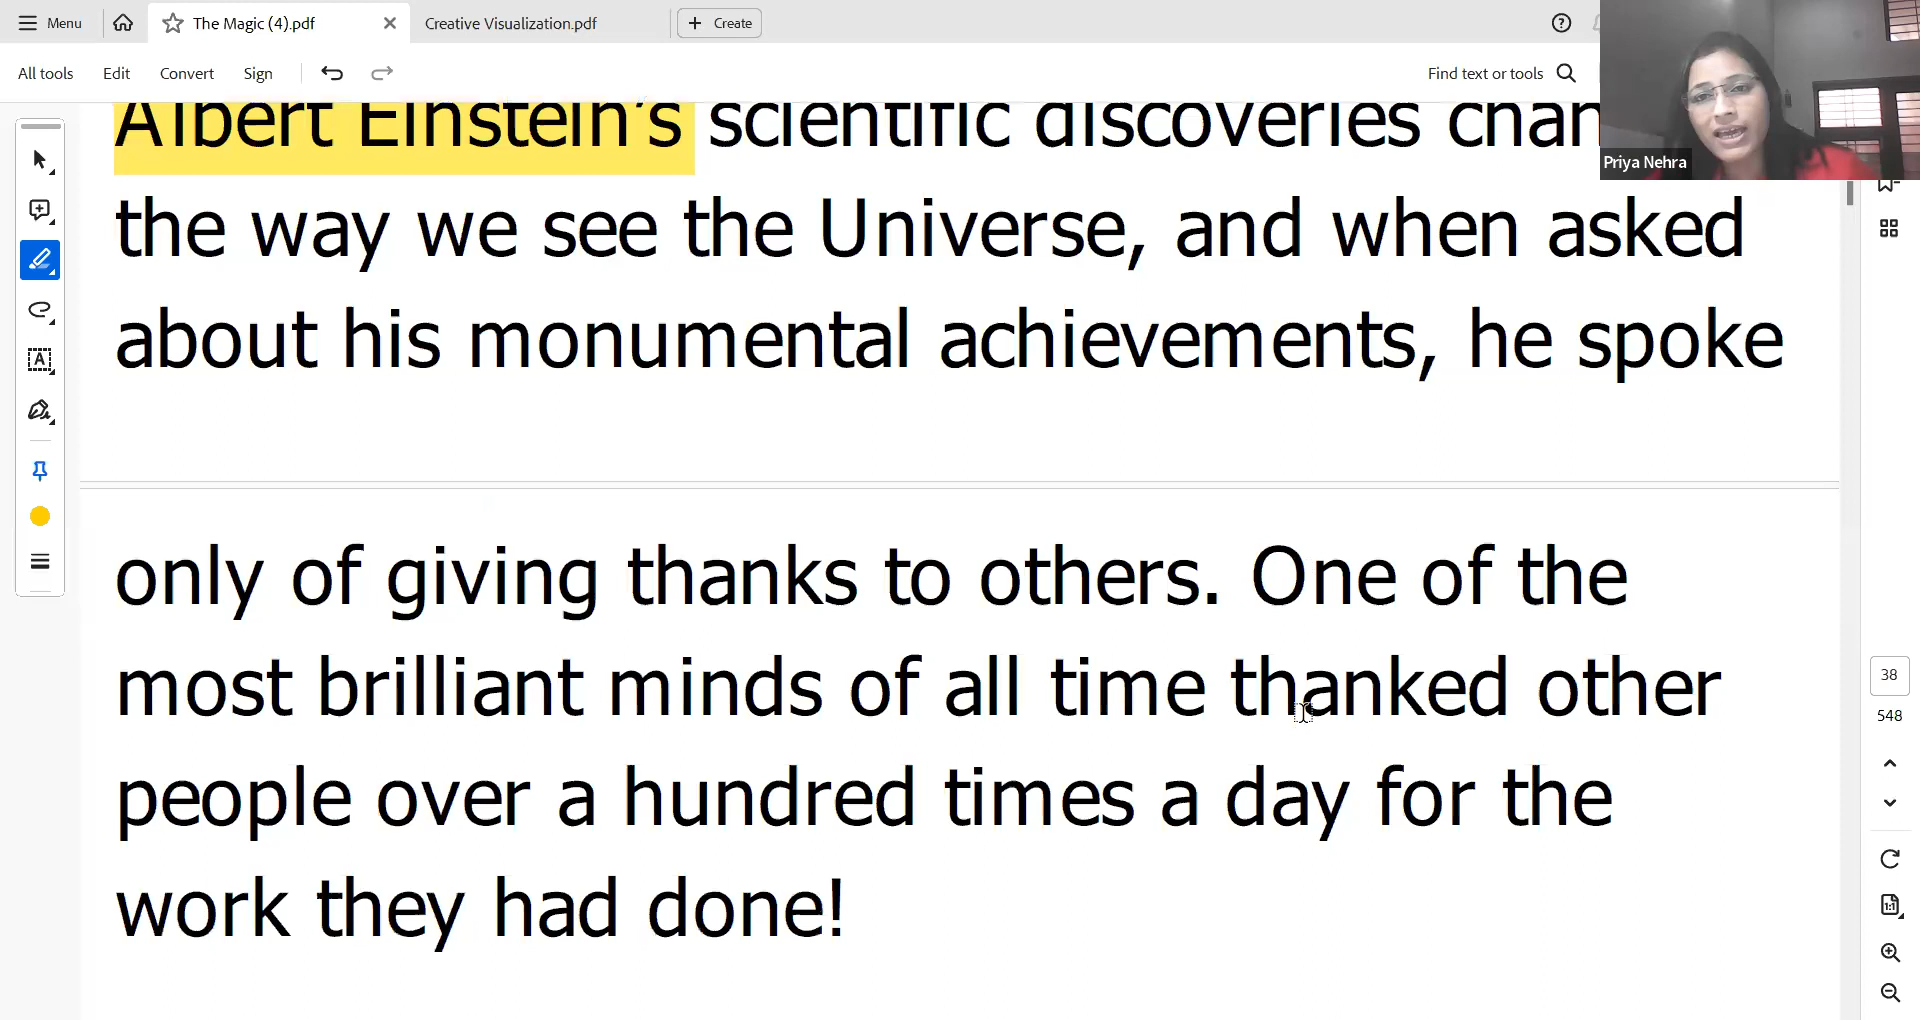 Menu
The Magic (4).pdf
Creative Visualization.pdf
Create
All tools
Edit
Convert
Sign
Find text or tools
Priya Nehra
Albert Einstein's scientific discoveries
the way we see the Universe, and when asked
about his monumental achievements, he spoke
only of giving thanks to others. One of the
most brilliant minds of all time thanked other
people over a hundred times a day for the
work they had done!
38
548